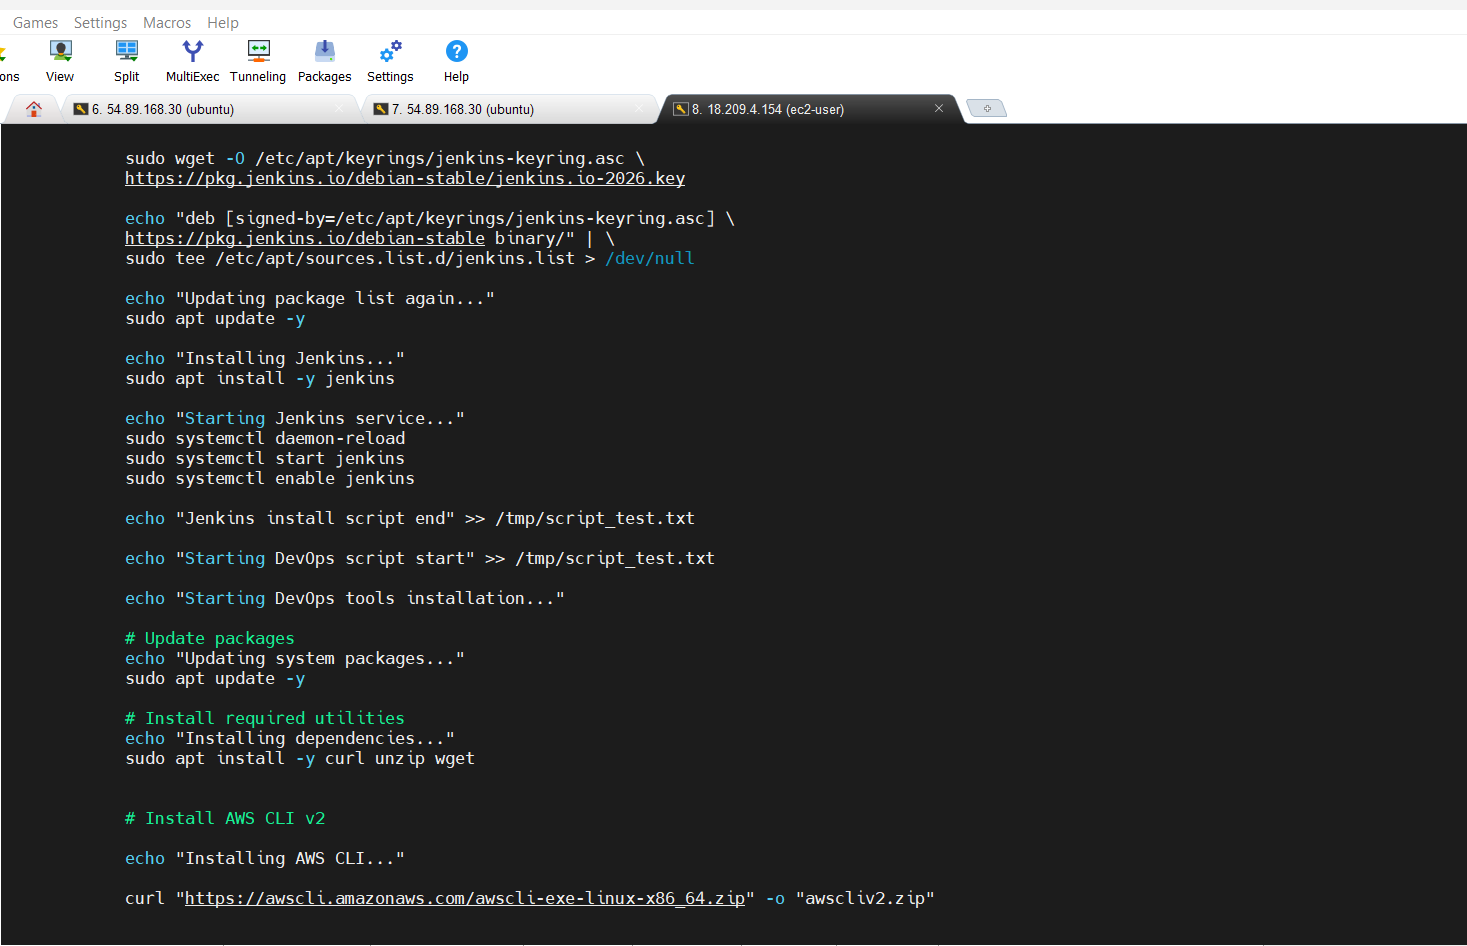 Games Settings Macros Help
ons View Split MultiExec Tunneling Packages Settings Help
6. 54.89.168.30 (ubuntu) 7. 54.89.168.30 (ubuntu) 8. 18.209.4.154 (ec2-user)
sudo wget -O /etc/apt/keyrings/jenkins-keyring.asc \
https://pkg.jenkins.io/debian-stable/jenkins.io-2026.key
echo "deb [signed-by=/etc/apt/keyrings/jenkins-keyring.asc] \
https://pkg.jenkins.io/debian-stable binary/" | \
sudo tee /etc/apt/sources.list.d/jenkins.list > /dev/null
echo "Updating package list again..."
sudo apt update -y
echo "Installing Jenkins..."
sudo apt install -y jenkins
echo "Starting Jenkins service..."
sudo systemctl daemon-reload
sudo systemctl start jenkins
sudo systemctl enable jenkins
echo "Jenkins install script end" >> /tmp/script_test.txt
echo "Starting DevOps script start" >> /tmp/script_test.txt
echo "Starting DevOps tools installation..."
# Update packages
echo "Updating system packages..."
sudo apt update -y
# Install required utilities
echo "Installing dependencies..."
sudo apt install -y curl unzip wget
# Install AWS CLI v2
echo "Installing AWS CLI..."
curl "https://awscli.amazonaws.com/awscli-exe-linux-x86_64.zip" -o "awscliv2.zip"